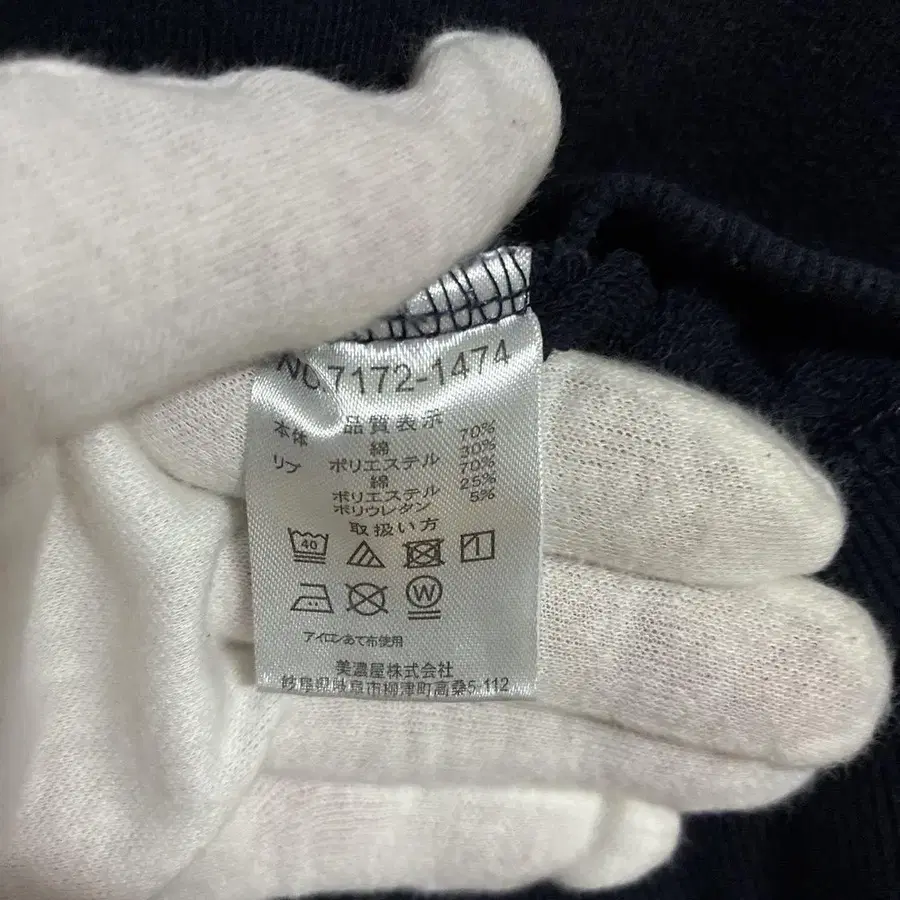 NO 7172-1474
品質表示
本体 綿 70%
ポリエステル 30%
リブ 綿 70%
ポリエステル 25%
ポリウレタン 5%
取扱い方
40
W
アイロンあて布使用
美濃屋株式会社
岐阜県岐阜市柳津町高桑5-112